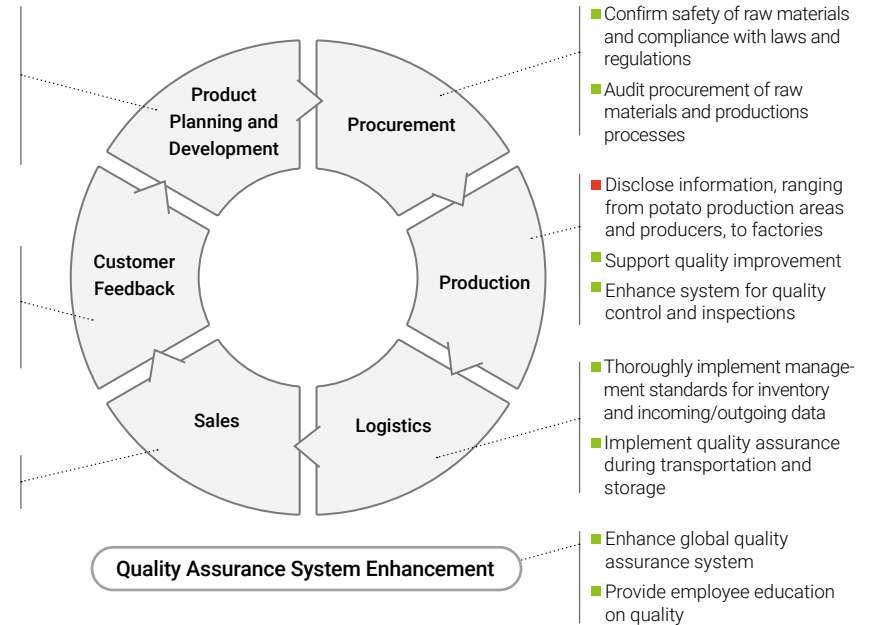 Product
Planning and
Development
Procurement
Production
Logistics
Sales
Customer
Feedback
Quality Assurance System Enhancement
Confirm safety of raw materials
and compliance with laws and
regulations
Audit procurement of raw
materials and productions
processes
Disclose information, ranging
from potato production areas
and producers, to factories
Support quality improvement
Enhance system for quality
control and inspections
Thoroughly implement manage-
ment standards for inventory
and incoming/outgoing data
Implement quality assurance
during transportation and
storage
Enhance global quality
assurance system
Provide employee education
on quality